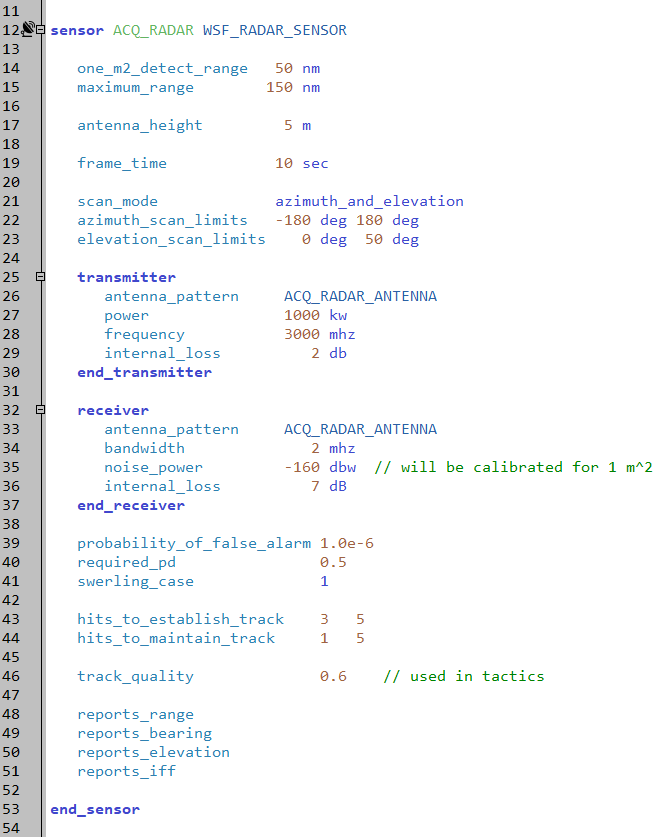 11
12 sensor ACQ_RADAR WSF_RADAR_SENSOR
13
14 one_m2_detect_range 50 nm
15 maximum_range 150 nm
16
17 antenna_height 5 m
18
19 frame_time 10 sec
20
21 scan_mode azimuth_and_elevation
22 azimuth_scan_limits -180 deg 180 deg
23 elevation_scan_limits 0 deg 50 deg
24
25 transmitter
26 antenna_pattern ACQ_RADAR_ANTENNA
27 power 1000 kw
28 frequency 3000 mhz
29 internal_loss 2 db
30 end_transmitter
31
32 receiver
33 antenna_pattern ACQ_RADAR_ANTENNA
34 bandwidth 2 mhz
35 noise_power -160 dbw // will be calibrated for 1 m^2
36 internal_loss 7 dB
37 end_receiver
38
39 probability_of_false_alarm 1.0e-6
40 required_pd 0.5
41 swerling_case 1
42
43 hits_to_establish_track 3 5
44 hits_to_maintain_track 1 5
45
46 track_quality 0.6 // used in tactics
47
48 reports_range
49 reports_bearing
50 reports_elevation
51 reports_iff
52
53 end_sensor
54